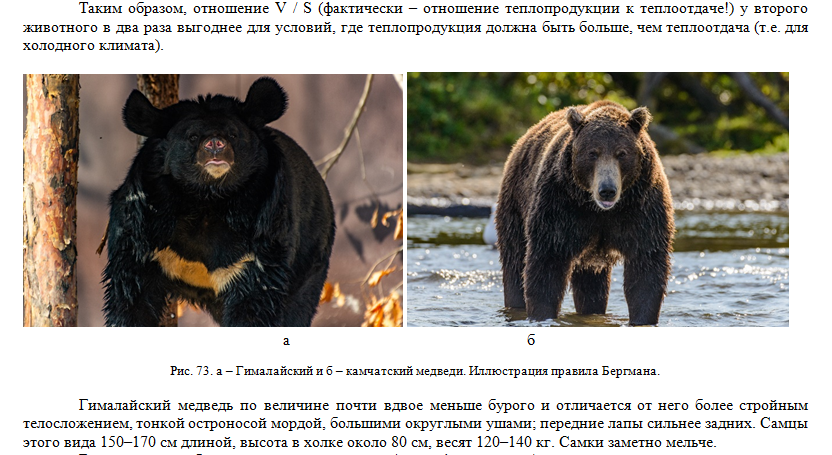 Таким образом, отношение V / S (фактически – отношение теплопродукции к теплоотдаче!) у второго
животного в два раза выгоднее для условий, где теплопродукция должна быть больше, чем теплоотдача (т.е. для
холодного климата).
а
б
Рис. 73. а – Гималайский и б – камчатский медведи. Иллюстрация правила Бергмана.
Гималайский медведь по величине почти вдвое меньше бурого и отличается от него более стройным
телосложением, тонкой остроносой мордой, большими округлыми ушами; передние лапы сильнее задних. Самцы
этого вида 150–170 см длиной, высота в холке около 80 см, весят 120–140 кг. Самки заметно мельче.